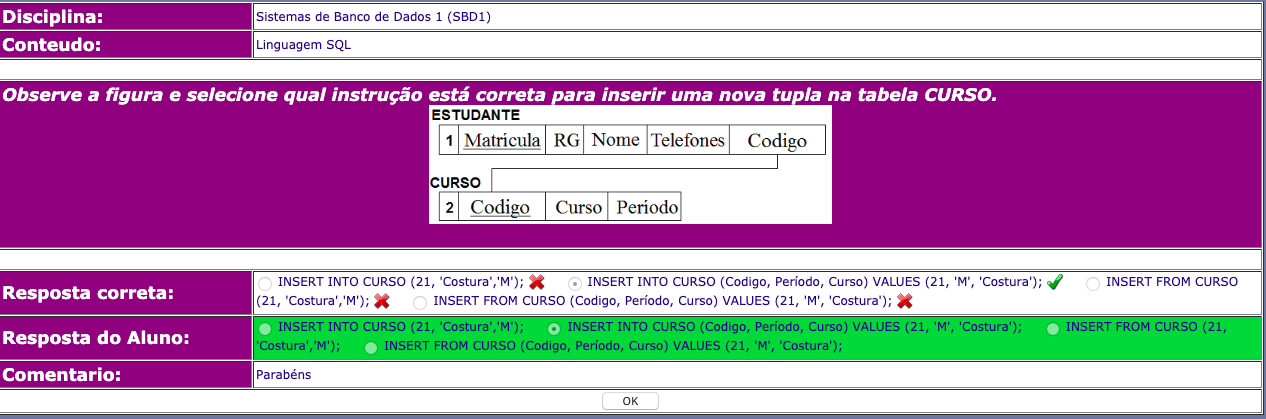 Disciplina: Sistemas de Banco de Dados 1 (SBD1)
Conteudo: Linguagem SQL
Observe a figura e selecione qual instrução está correta para inserir uma nova tupla na tabela CURSO.
ESTUDANTE
1 Matrícula RG Nome Telefones Codigo
CURSO
2 Codigo Curso Período
Resposta correta: INSERT INTO CURSO (21, 'Costura','M'); INSERT INTO CURSO (Codigo, Período, Curso) VALUES (21, 'M', 'Costura'); INSERT FROM CURSO
(21, 'Costura','M'); INSERT FROM CURSO (Codigo, Período, Curso) VALUES (21, 'M', 'Costura');
Resposta do Aluno: INSERT INTO CURSO (21, 'Costura','M'); INSERT INTO CURSO (Codigo, Período, Curso) VALUES (21, 'M', 'Costura'); INSERT FROM CURSO (21,
'Costura','M'); INSERT FROM CURSO (Codigo, Período, Curso) VALUES (21, 'M', 'Costura');
Comentario: Parabéns
OK